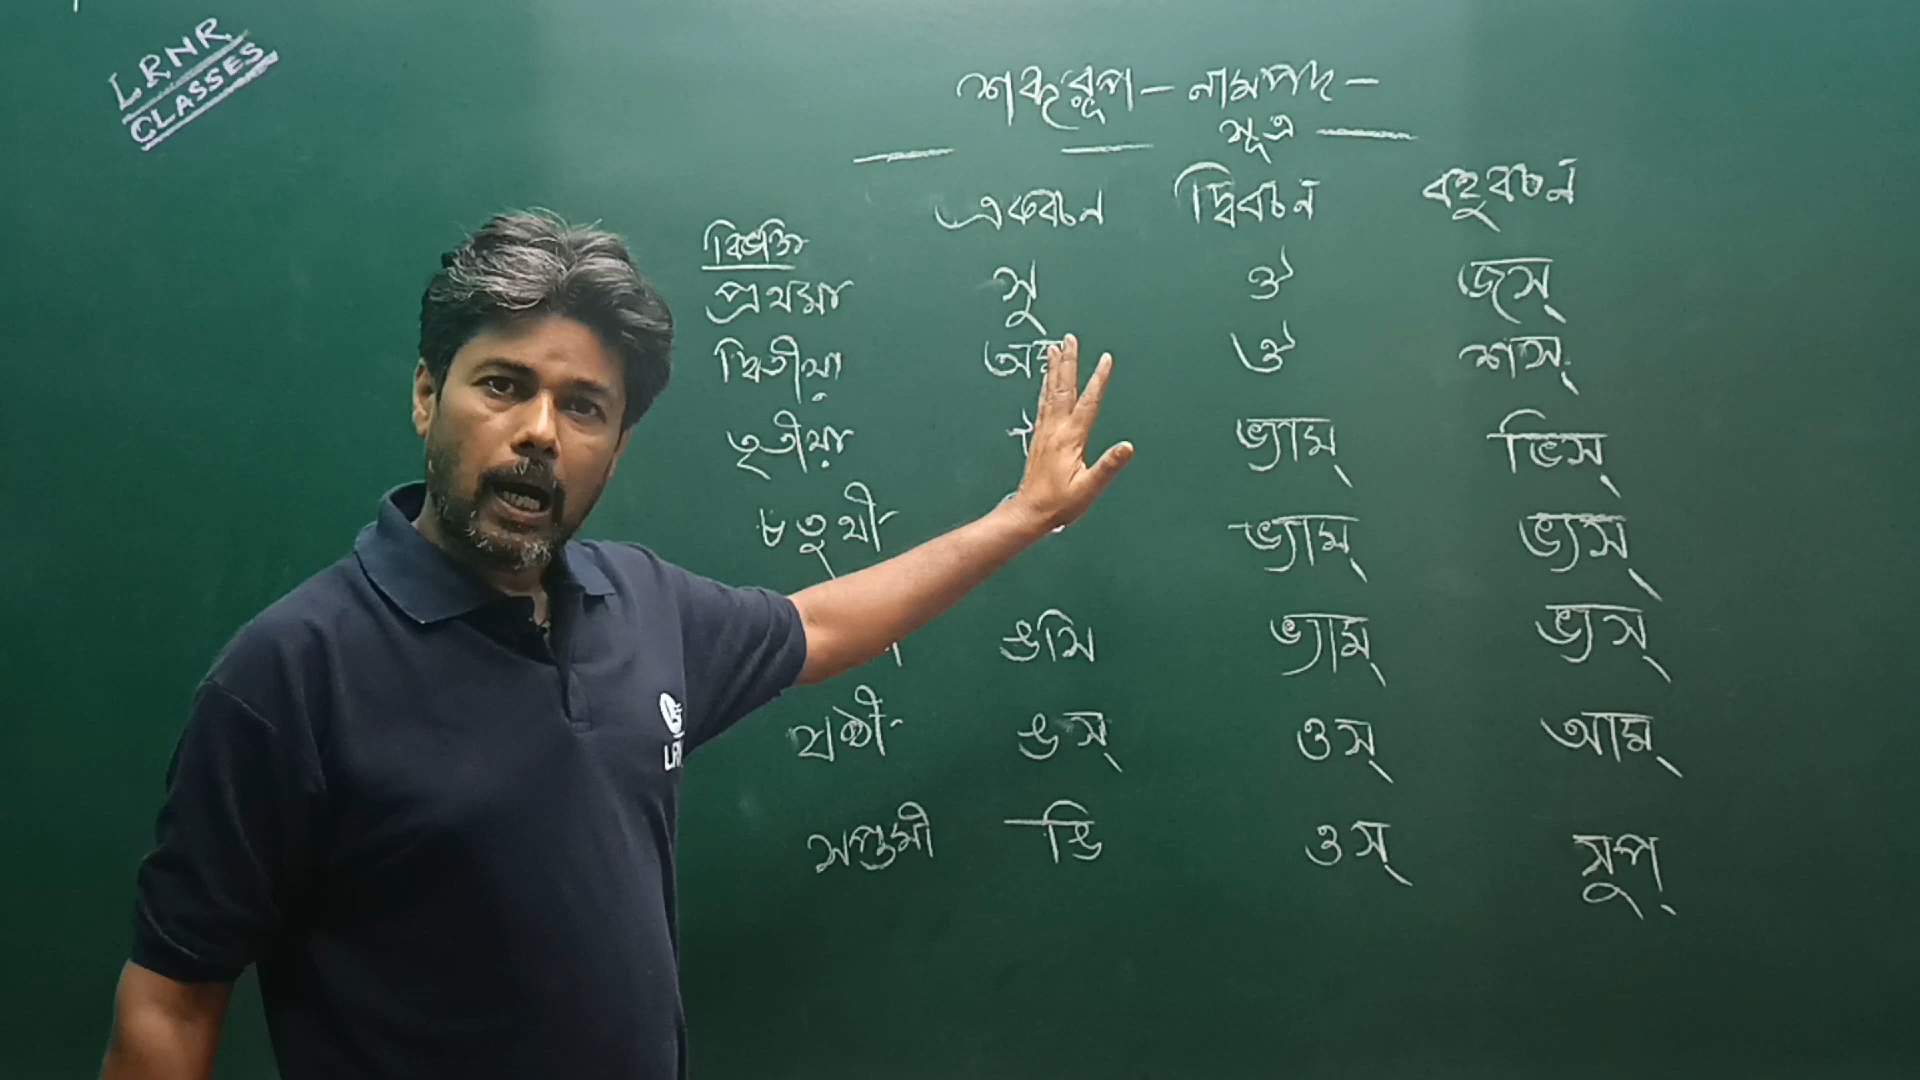 LRNR
CLASSES
শব্দরূপ - নামপদ -
সূত্র
একবচন দ্বিবচন বহুবচন
বিভক্তি
প্রথমা সু ঔ জস্
দ্বিতীয়া ঔ শস্
তৃতীয়া ভ্যাম্ ভিস্
চতুর্থী ভ্যাম্ ভ্যস্
ঙসি ভ্যাম্ ভ্যস্
ষষ্ঠী ঙস্ ওস্ আম্
সপ্তমী ঙি ওস্ সুপ্